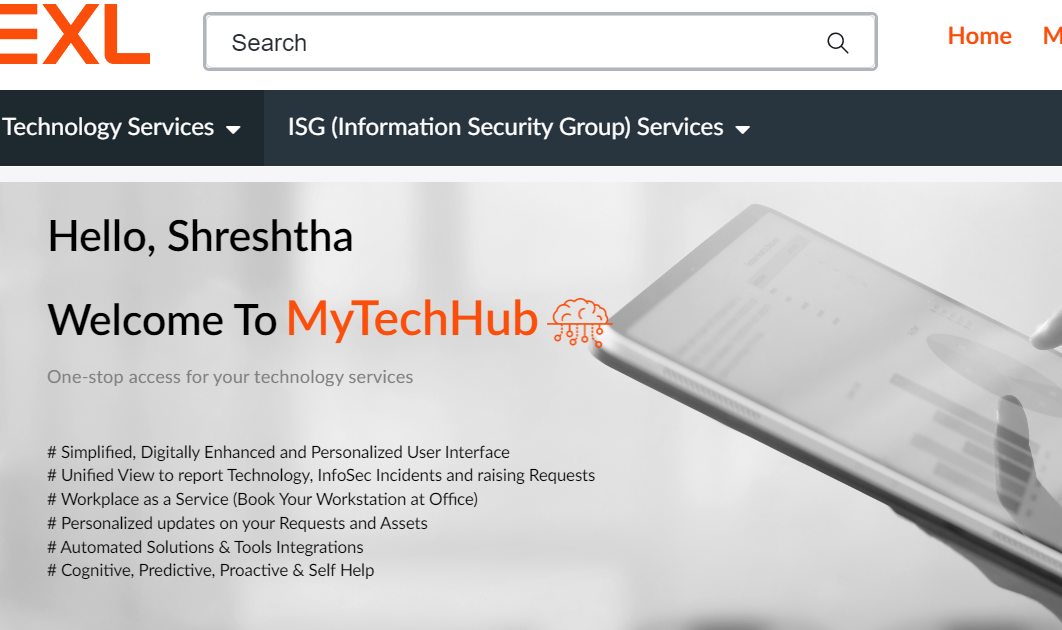 EXL
Search
Home
M
Technology Services
ISG (Information Security Group) Services
Hello, Shreshtha
Welcome To MyTechHub
One-stop access for your technology services
# Simplified, Digitally Enhanced and Personalized User Interface
# Unified View to report Technology, InfoSec Incidents and raising Requests
# Workplace as a Service (Book Your Workstation at Office)
# Personalized updates on your Requests and Assets
# Automated Solutions & Tools Integrations
# Cognitive, Predictive, Proactive & Self Help